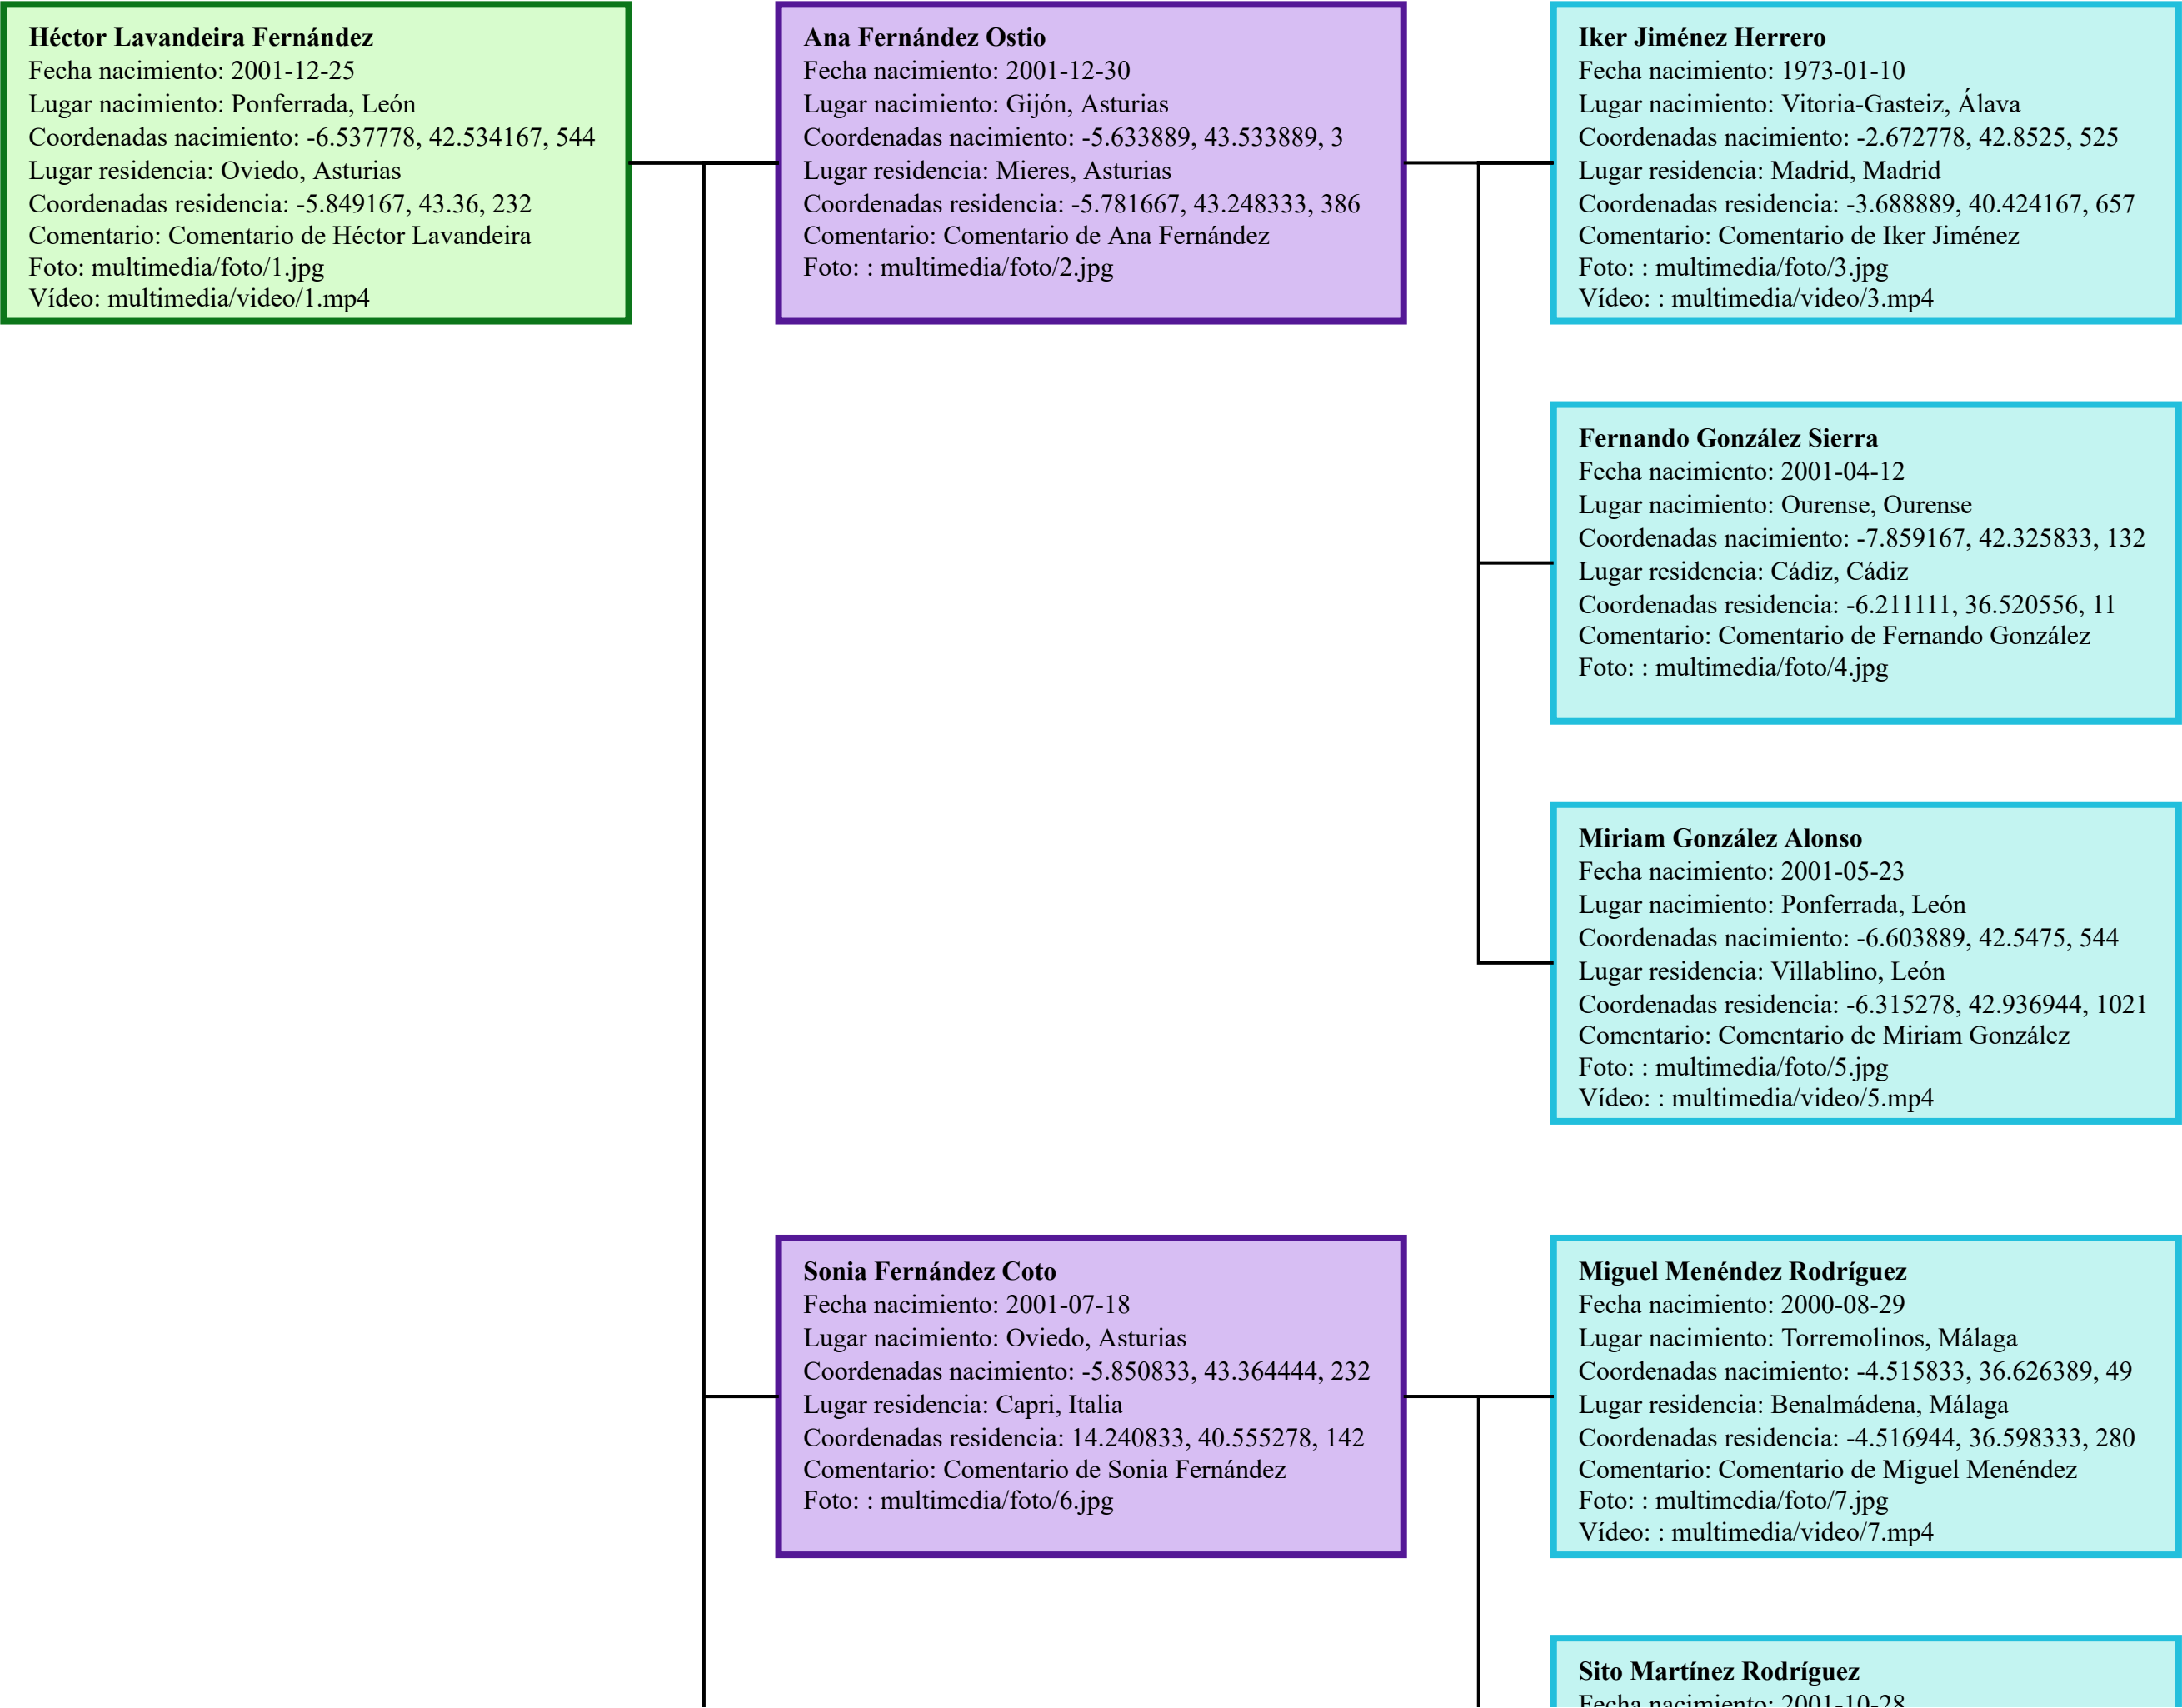 Héctor Lavandeira Fernández
Fecha nacimiento: 2001-12-25
Lugar nacimiento: Ponferrada, León
Coordenadas nacimiento: -6.537778, 42.534167, 544
Lugar residencia: Oviedo, Asturias
Coordenadas residencia: -5.849167, 43.36, 232
Comentario: Comentario de Héctor Lavandeira
Foto: multimedia/foto/1.jpg
Vídeo: multimedia/video/1.mp4
Ana Fernández Ostio
Fecha nacimiento: 2001-12-30
Lugar nacimiento: Gijón, Asturias
Coordenadas nacimiento: -5.633889, 43.533889, 3
Lugar residencia: Mieres, Asturias
Coordenadas residencia: -5.781667, 43.248333, 386
Comentario: Comentario de Ana Fernández
Foto: : multimedia/foto/2.jpg
Iker Jiménez Herrero
Fecha nacimiento: 1973-01-10
Lugar nacimiento: Vitoria-Gasteiz, Álava
Coordenadas nacimiento: -2.672778, 42.8525, 525
Lugar residencia: Madrid, Madrid
Coordenadas residencia: -3.688889, 40.424167, 657
Comentario: Comentario de Iker Jiménez
Foto: : multimedia/foto/3.jpg
Vídeo: : multimedia/video/3.mp4
Fernando González Sierra
Fecha nacimiento: 2001-04-12
Lugar nacimiento: Ourense, Ourense
Coordenadas nacimiento: -7.859167, 42.325833, 132
Lugar residencia: Cádiz, Cádiz
Coordenadas residencia: -6.211111, 36.520556, 11
Comentario: Comentario de Fernando González
Foto: : multimedia/foto/4.jpg
Miriam González Alonso
Fecha nacimiento: 2001-05-23
Lugar nacimiento: Ponferrada, León
Coordenadas nacimiento: -6.603889, 42.5475, 544
Lugar residencia: Villablino, León
Coordenadas residencia: -6.315278, 42.936944, 1021
Comentario: Comentario de Miriam González
Foto: : multimedia/foto/5.jpg
Vídeo: : multimedia/video/5.mp4
Sonia Fernández Coto
Fecha nacimiento: 2001-07-18
Lugar nacimiento: Oviedo, Asturias
Coordenadas nacimiento: -5.850833, 43.364444, 232
Lugar residencia: Capri, Italia
Coordenadas residencia: 14.240833, 40.555278, 142
Comentario: Comentario de Sonia Fernández
Foto: : multimedia/foto/6.jpg
Miguel Menéndez Rodríguez
Fecha nacimiento: 2000-08-29
Lugar nacimiento: Torremolinos, Málaga
Coordenadas nacimiento: -4.515833, 36.626389, 49
Lugar residencia: Benalmádena, Málaga
Coordenadas residencia: -4.516944, 36.598333, 280
Comentario: Comentario de Miguel Menéndez
Foto: : multimedia/foto/7.jpg
Vídeo: : multimedia/video/7.mp4
Sito Martínez Rodríguez
Fecha nacimiento: 2001-10-28